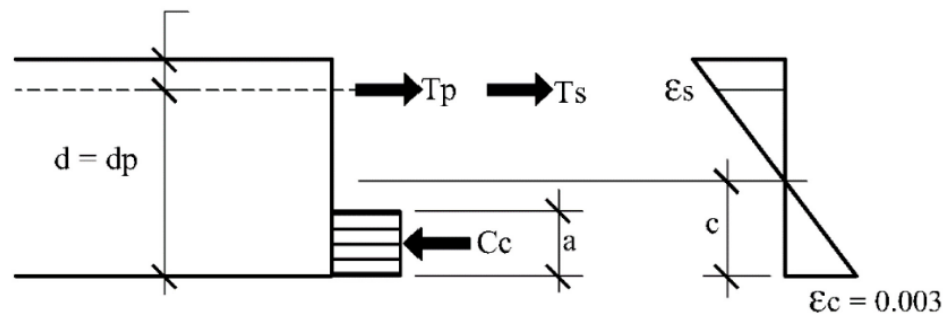 Tp
Ts
εs
d = dp
Cc
a
c
εc = 0.003